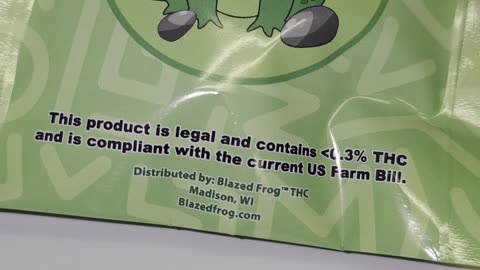 This product is legal and contains <0.3% THC
and is compliant with the current US Farm Bill.
Distributed by: Blazed Frog™ THC
Madison, WI
Blazedfrog.com